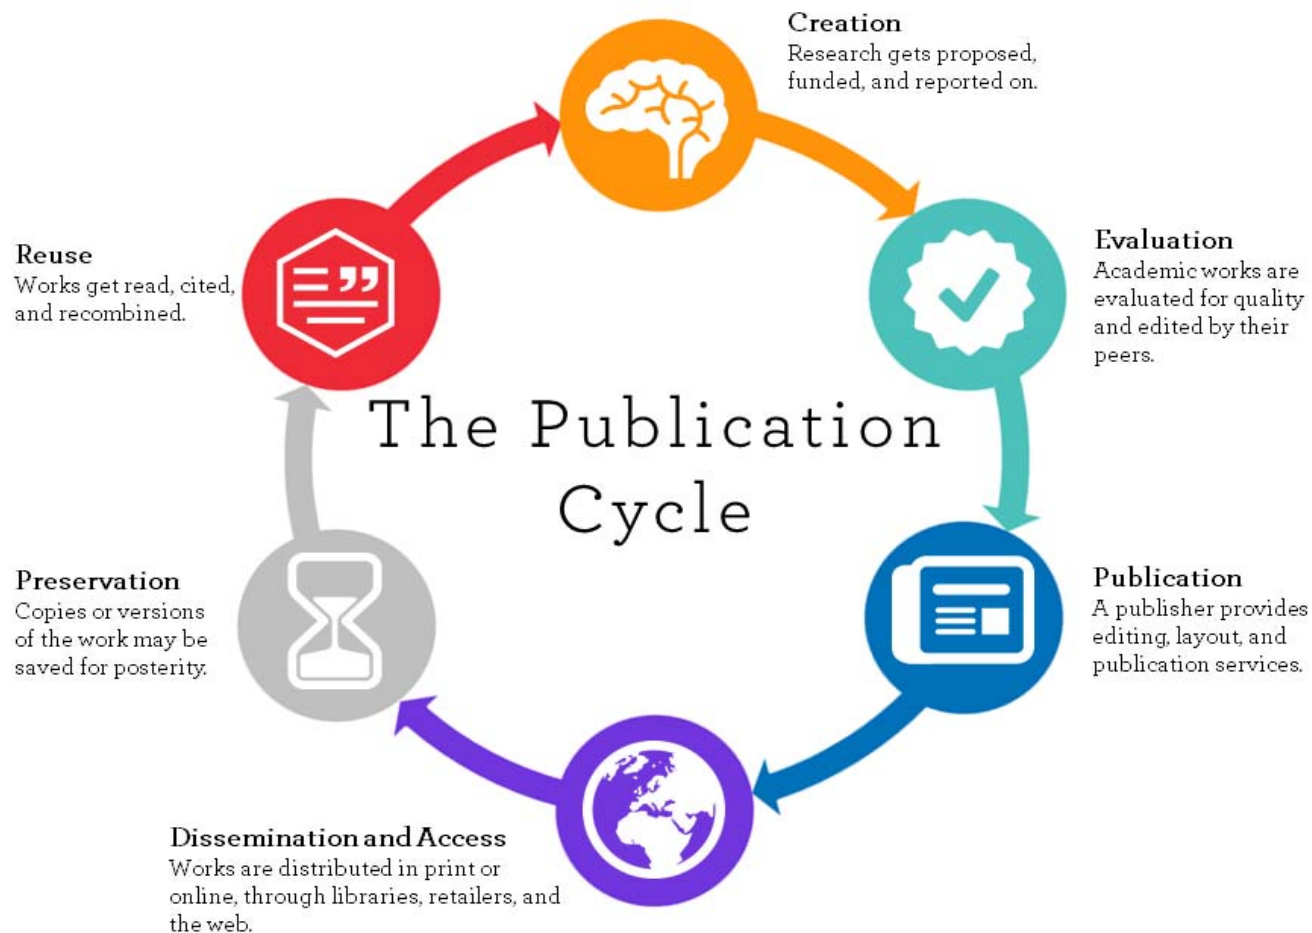 Creation
Research gets proposed,
funded, and reported on.
Evaluation
Academic works are
evaluated for quality
and edited by their
peers.
Publication
A publisher provides
editing, layout, and
publication services.
Dissemination and Access
Works are distributed in print or
online, through libraries, retailers, and
the web.
Preservation
Copies or versions
of the work may be
saved for posterity.
Reuse
Works get read, cited,
and recombined.
The Publication
Cycle